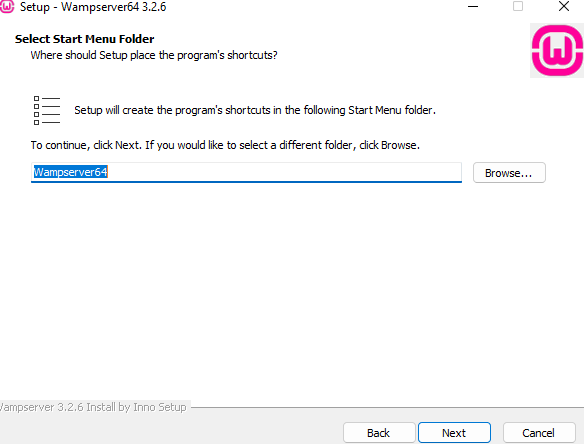 Setup - Wampserver64 3.2.6
Select Start Menu Folder
Where should Setup place the program's shortcuts?
W
Setup will create the program's shortcuts in the following Start Menu folder.
To continue, click Next. If you would like to select a different folder, click Browse.
Wampserver64
Browse...
Wampserver 3.2.6 Install by Inno Setup
Back
Next
Cancel